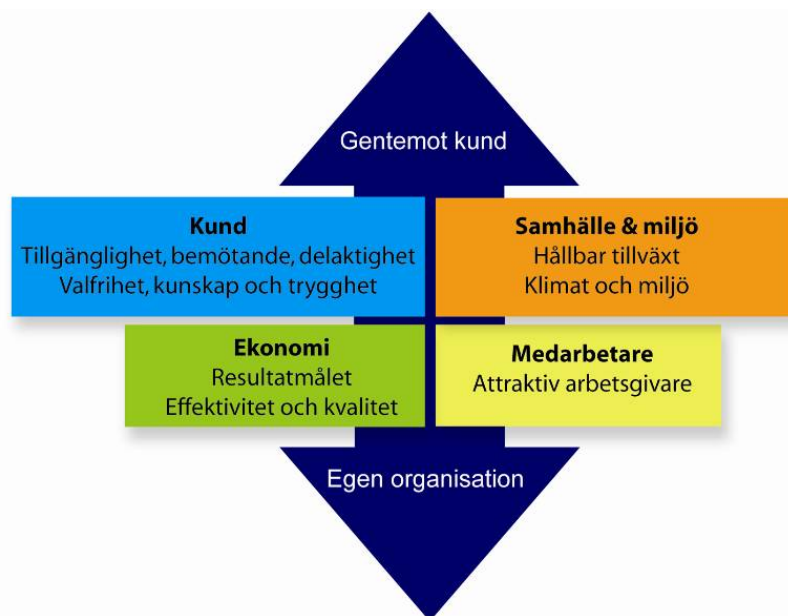 Gentemot kund
Kund
Tillgänglighet, bemötande, delaktighet
Valfrihet, kunskap och trygghet
Samhälle & miljö
Hållbar tillväxt
Klimat och miljö
Ekonomi
Resultatmålet
Effektivitet och kvalitet
Medarbetare
Attraktiv arbetsgivare
Egen organisation